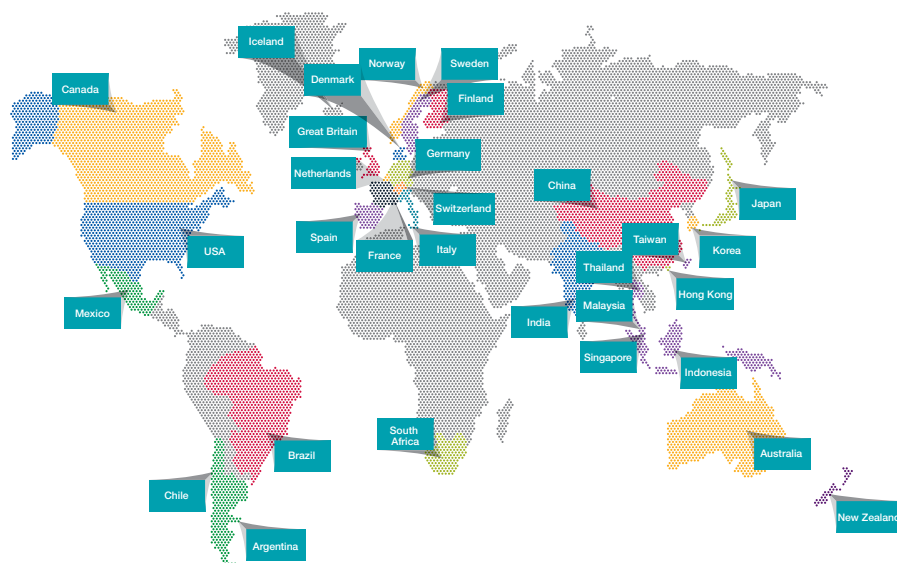 Iceland
Norway
Sweden
Denmark
Canada
Finland
Great Britain
Germany
Netherlands
China
Switzerland
Japan
Spain
France
Italy
USA
Taiwan
Korea
Thailand
Hong Kong
Mexico
India
Malaysia
Singapore
Indonesia
South
Africa
Brazil
Australia
Chile
New Zealand
Argentina